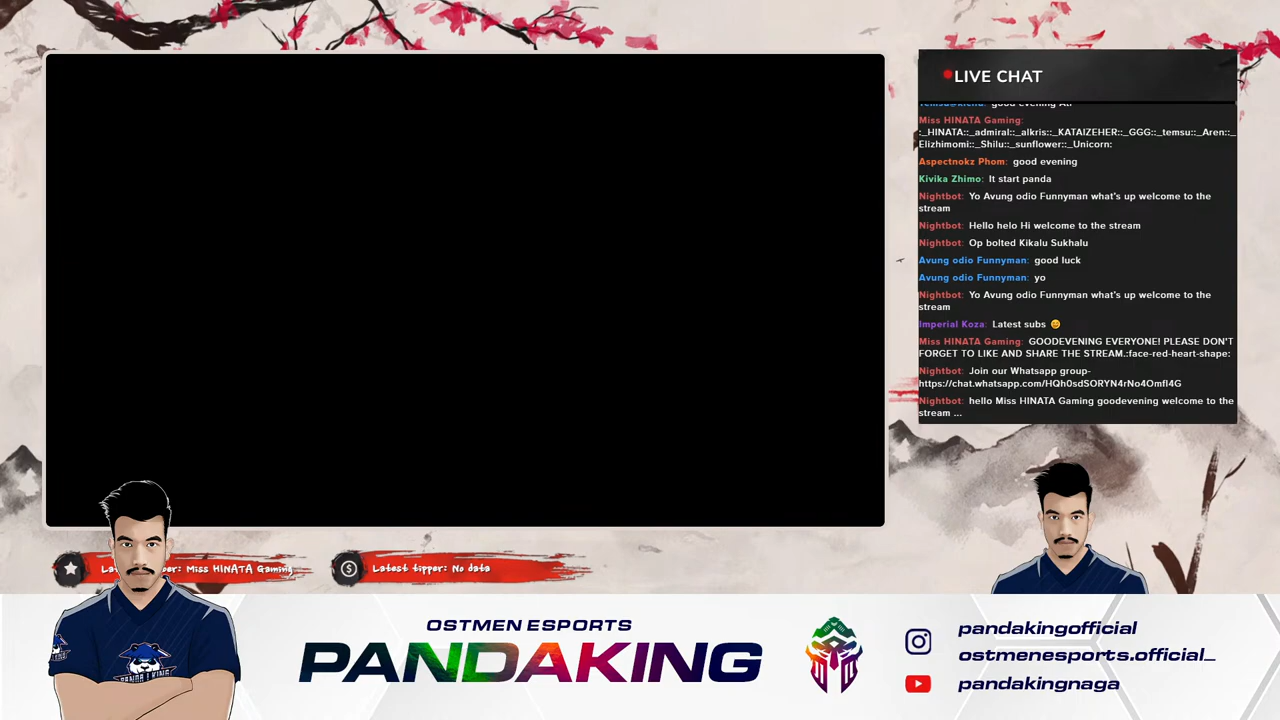 LIVE CHAT
good evening
Miss HINATA Gaming:
:_HINATA::_admiral::_alkris::_KATAIZEHER::_GGG::_temsu::_Aren::_
Elizhimomi::_Shilu::_sunflower::_Unicorn:
Aspectnokz Phom: good evening
Kivika Zhimo: It start panda
Nightbot: Yo Avung odio Funnyman what's up welcome to the
stream
Nightbot: Hello helo Hi welcome to the stream
Nightbot: Op bolted Kikalu Sukhalu
Avung odio Funnyman: good luck
Avung odio Funnyman: yo
Nightbot: Yo Avung odio Funnyman what's up welcome to the
stream
Imperial Koza: Latest subs 😊
Miss HINATA Gaming: GOODEVENING EVERYONE! PLEASE DON'T
FORGET TO LIKE AND SHARE THE STREAM.:face-red-heart-shape:
Nightbot: Join our Whatsapp group-
https://chat.whatsapp.com/HQh0sdSORYN4rNo4Omfl4G
Nightbot: hello Miss HINATA Gaming goodevening welcome to the
stream ...
Miss HINATA Gaming
Latest tipper: No data
OSTMEN ESPORTS
PANDAKING
pandakingofficial
ostmenesports.official_
pandakingnaga